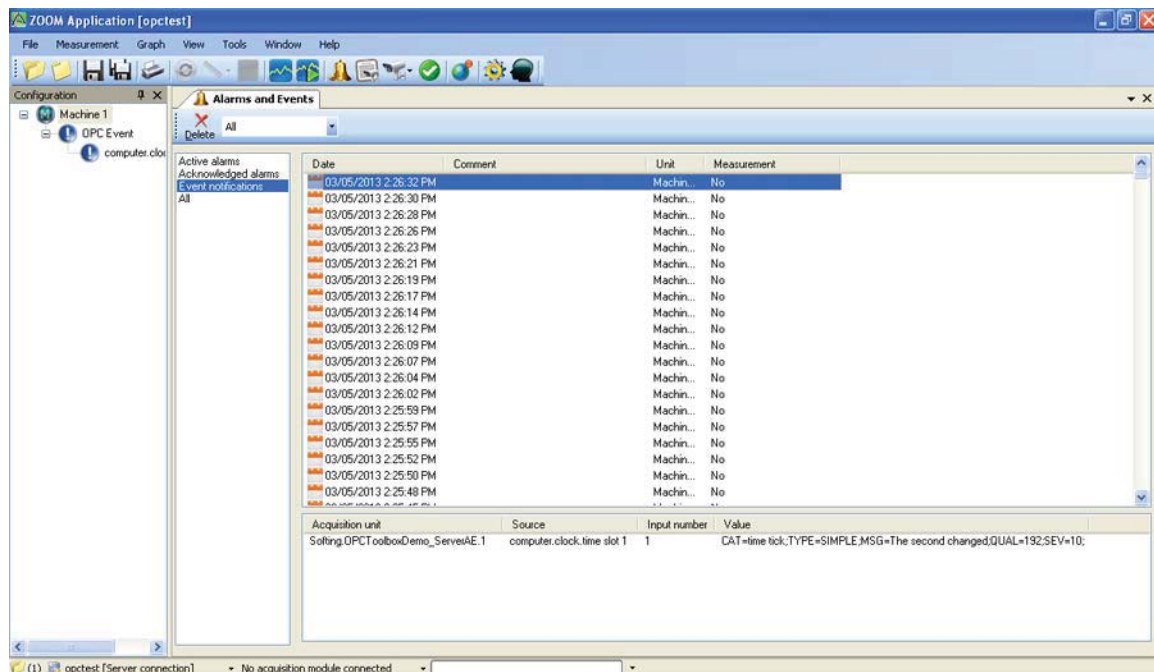 ZOOM Application [opctest]
File Measurement Graph View Tools Window Help
Configuration
Machine 1
OPC Event
computer.clo
Alarms and Events
Delete
All
Active alarms
Acknowledged alarms
Event notifications
All
Date Comment Unit Measurement
03/05/2013 2:26:32 PM Machin... No
03/05/2013 2:26:30 PM Machin... No
03/05/2013 2:26:28 PM Machin... No
03/05/2013 2:26:26 PM Machin... No
03/05/2013 2:26:23 PM Machin... No
03/05/2013 2:26:21 PM Machin... No
03/05/2013 2:26:19 PM Machin... No
03/05/2013 2:26:17 PM Machin... No
03/05/2013 2:26:14 PM Machin... No
03/05/2013 2:26:12 PM Machin... No
03/05/2013 2:26:09 PM Machin... No
03/05/2013 2:26:07 PM Machin... No
03/05/2013 2:26:04 PM Machin... No
03/05/2013 2:26:02 PM Machin... No
03/05/2013 2:25:59 PM Machin... No
03/05/2013 2:25:57 PM Machin... No
03/05/2013 2:25:55 PM Machin... No
03/05/2013 2:25:52 PM Machin... No
03/05/2013 2:25:50 PM Machin... No
03/05/2013 2:25:48 PM Machin... No
Acquisition unit Source Input number Value
Softing.OPCToolboxDemo_ServerAE.1 computer.clock.time slot 1 1 CAT=time tick;TYPE=SIMPLE;MSG=The second changed;QUAL=192;SEV=10;
(1) opctest [Server connection] No acquisition module connected